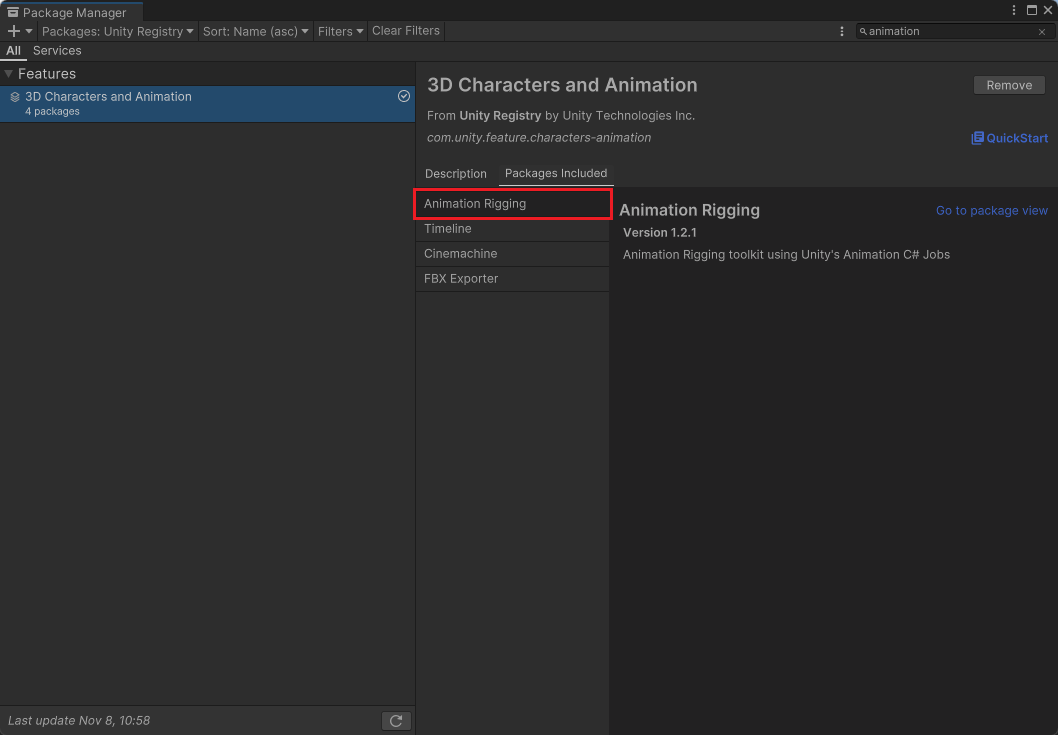 Package Manager
Packages: Unity Registry Sort: Name (asc) Filters Clear Filters animation
All Services
Features
3D Characters and Animation
4 packages
3D Characters and Animation
Remove
From Unity Registry by Unity Technologies Inc.
com.unity.feature.characters-animation
QuickStart
Description Packages Included
Animation Rigging
Timeline
Cinemachine
FBX Exporter
Animation Rigging
Go to package view
Version 1.2.1
Animation Rigging toolkit using Unity's Animation C# Jobs
Last update Nov 8, 10:58